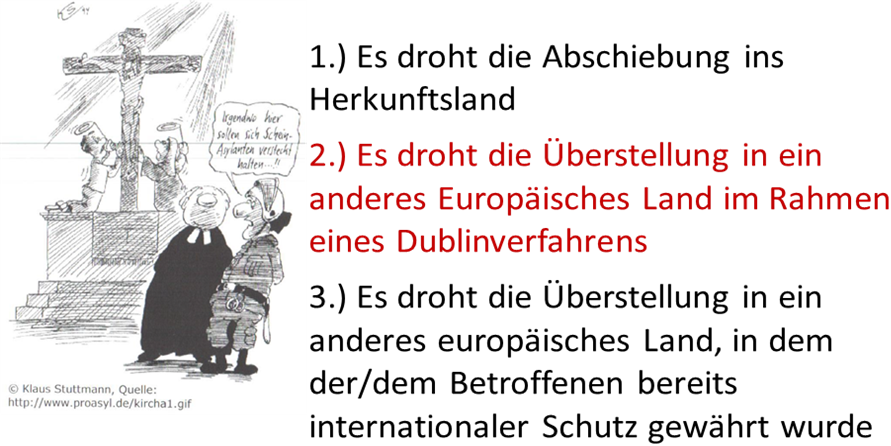 KS 94
Irgendwo hier
sollen sich Schein-
Asylanten versteckt
halten...!!
© Klaus Stuttmann, Quelle:
http://www.proasyl.de/kircha1.gif
1.) Es droht die Abschiebung ins
Herkunftsland
2.) Es droht die Überstellung in ein
anderes Europäisches Land im Rahmen
eines Dublinverfahrens
3.) Es droht die Überstellung in ein
anderes europäisches Land, in dem
der/dem Betroffenen bereits
internationaler Schutz gewährt wurde